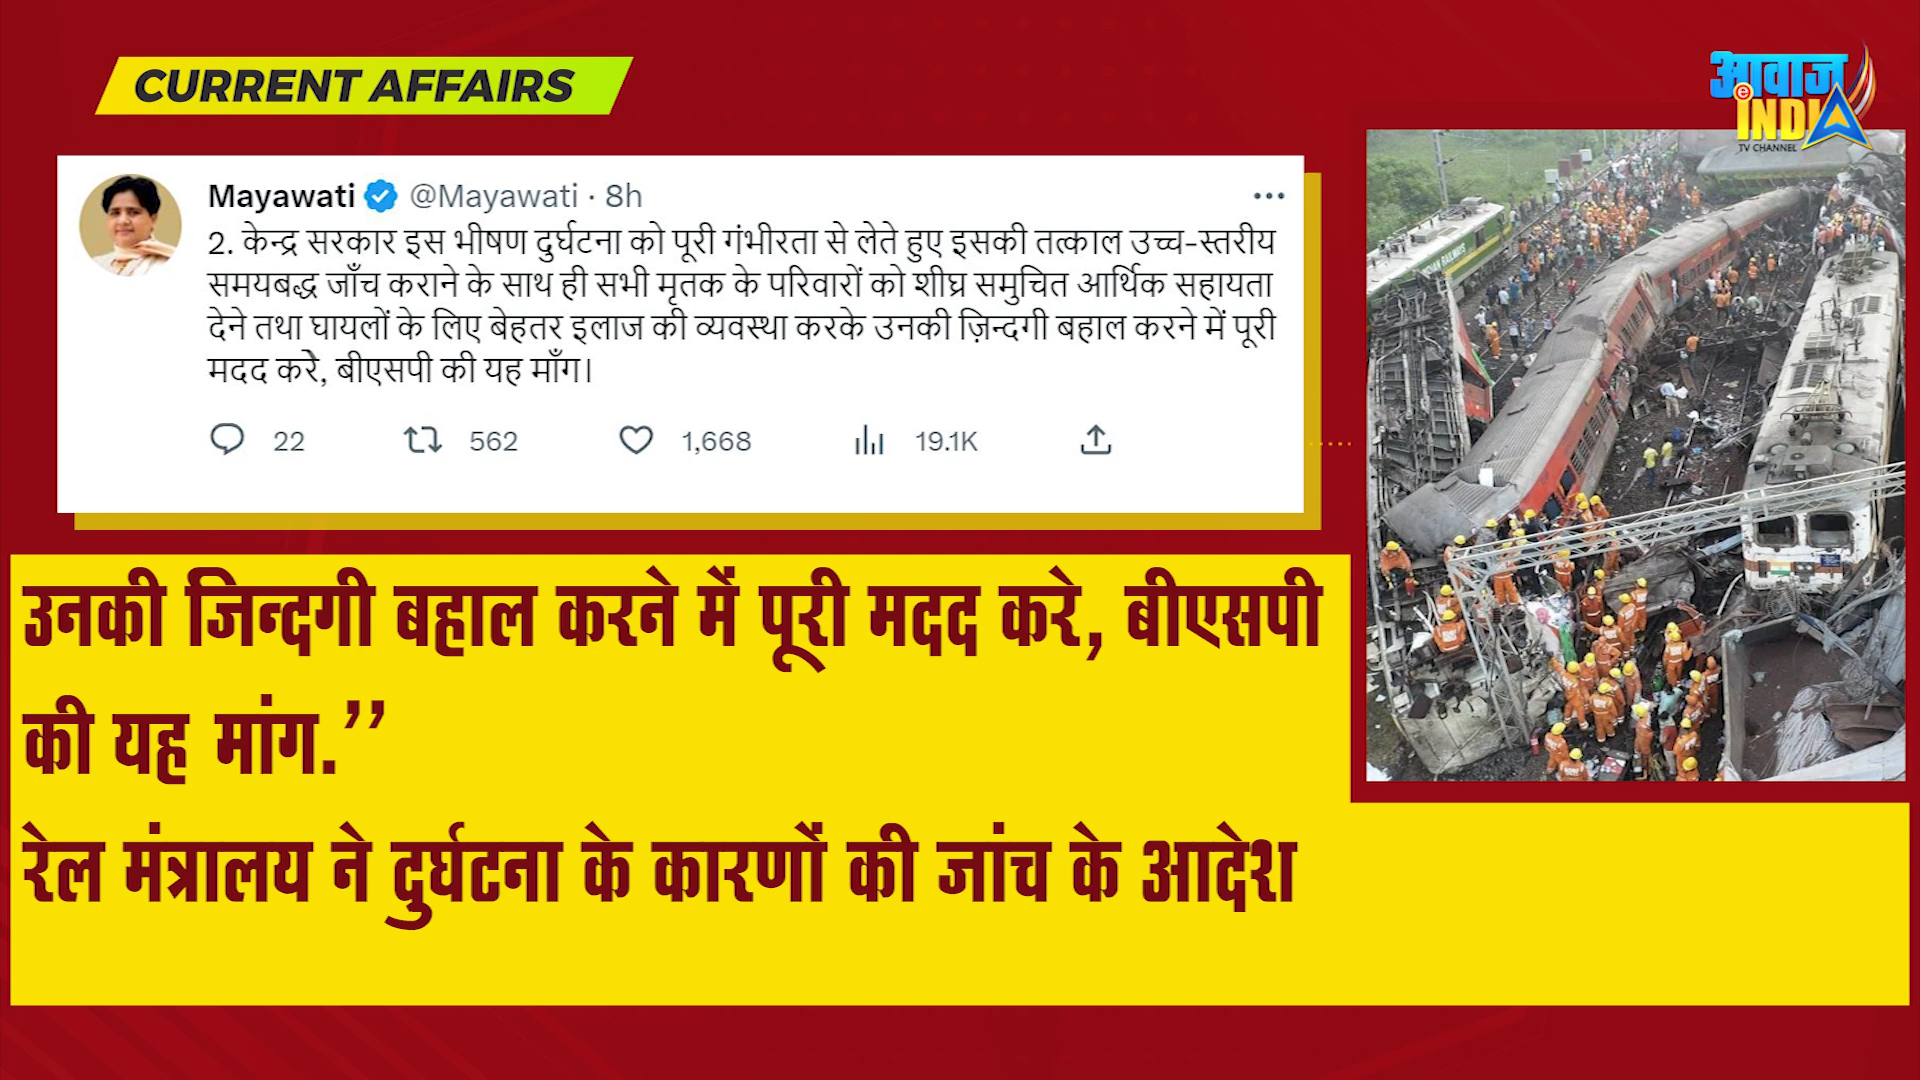 CURRENT AFFAIRS
आवाज
e INDIA
TV CHANNEL
Mayawati @Mayawati · 8h
2. केन्द्र सरकार इस भीषण दुर्घटना को पूरी गंभीरता से लेते हुए इसकी तत्काल उच्च-स्तरीय
समयबद्ध जाँच कराने के साथ ही सभी मृतक के परिवारों को शीघ्र समुचित आर्थिक सहायता
देने तथा घायलों के लिए बेहतर इलाज की व्यवस्था करके उनकी ज़िन्दगी बहाल करने में पूरी
मदद करे, बीएसपी की यह माँग।
22 562 1,668 19.1K
उनकी जिन्दगी बहाल करने में पूरी मदद करे, बीएसपी
की यह मांग.’’
रेल मंत्रालय ने दुर्घटना के कारणों की जांच के आदेश